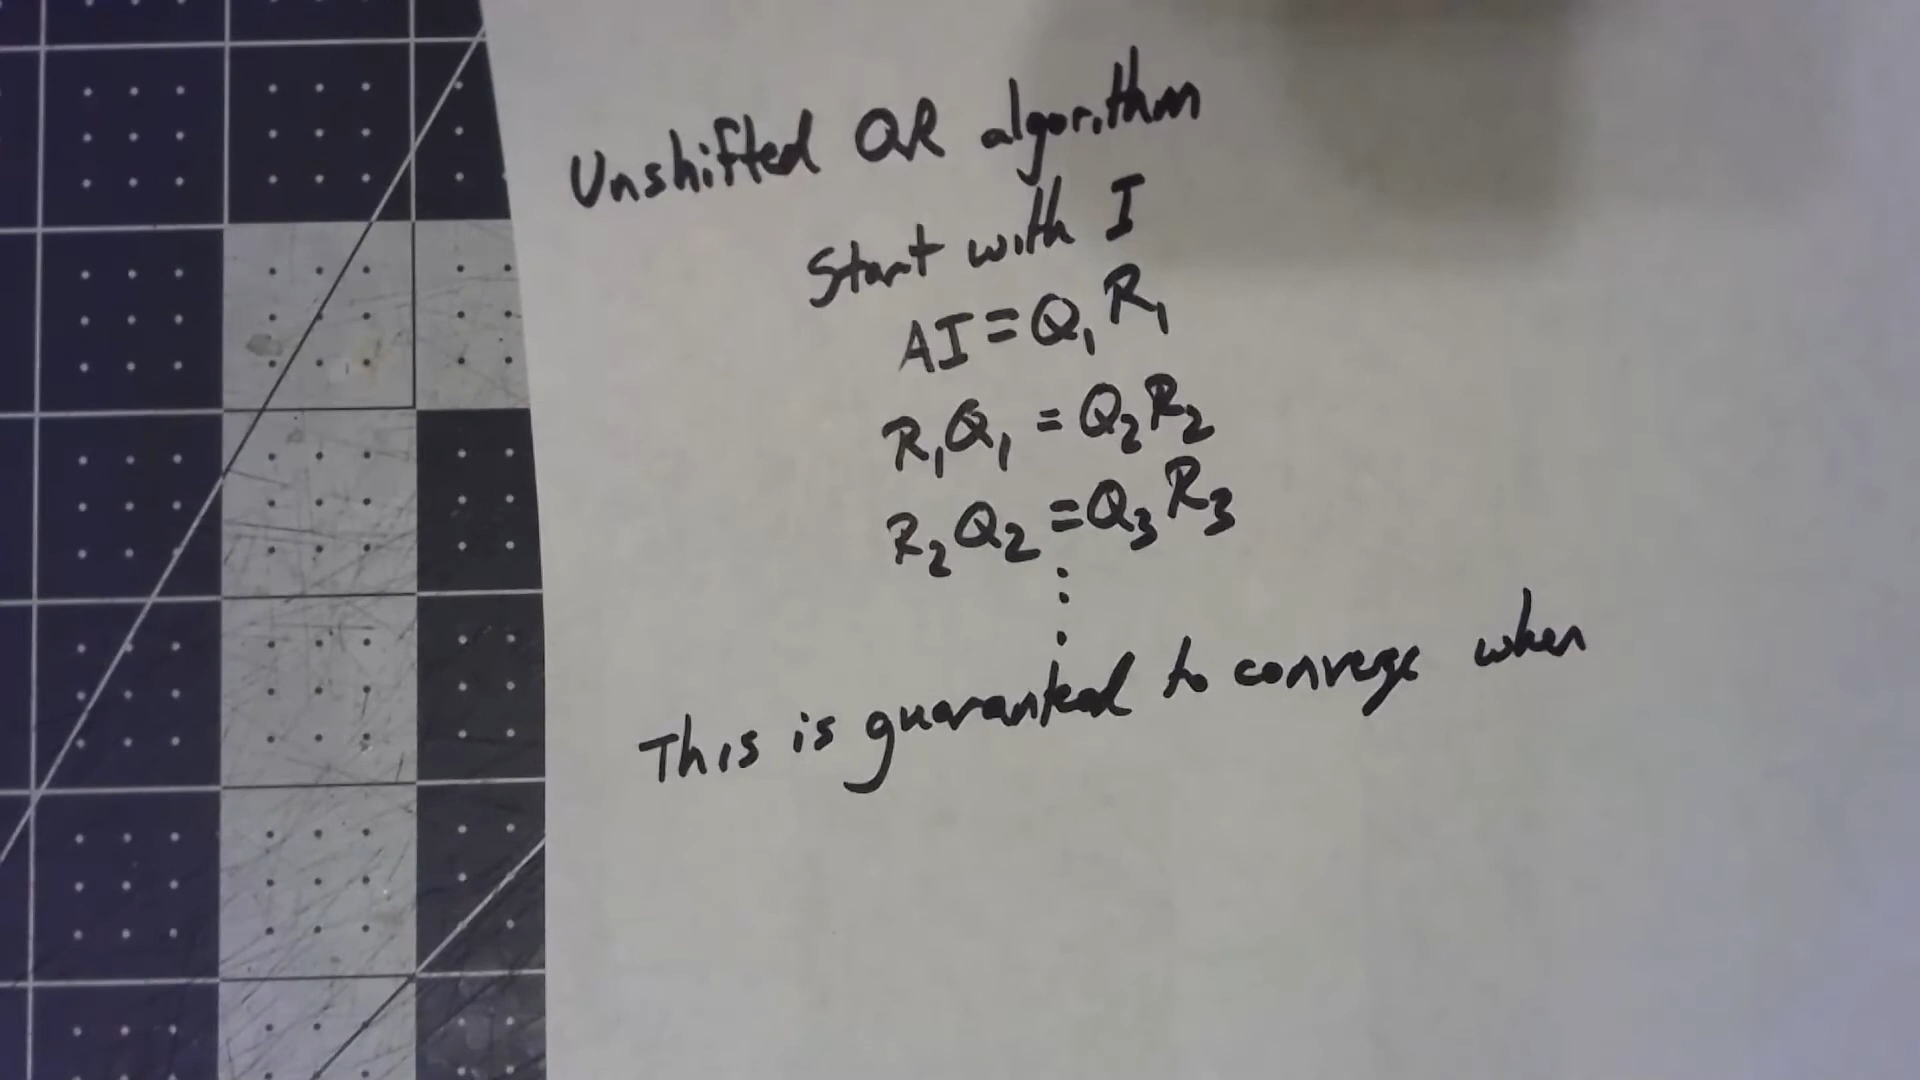 Unshifted QR algorithm
Start with I
AI = Q₁R₁
R₁Q₁ = Q₂R₂
R₂Q₂ = Q₃R₃
⋮
This is guaranteed to converge when